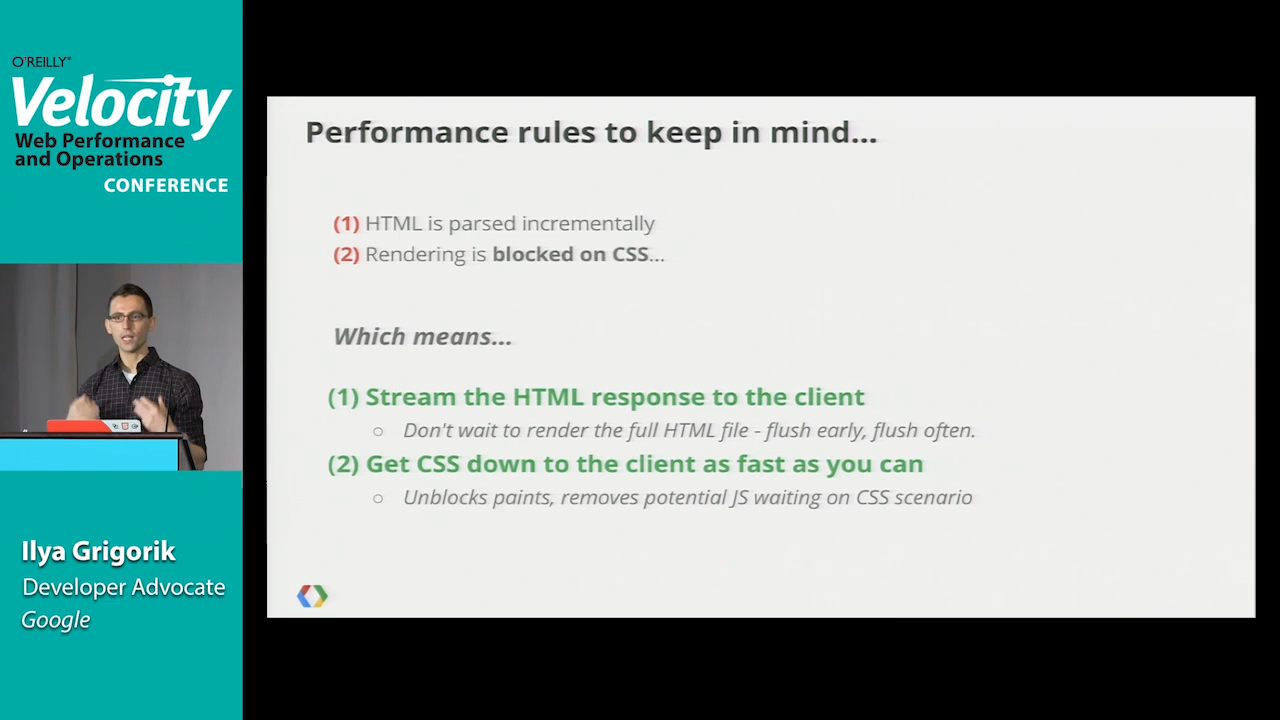 O'REILLY®
Velocity
Web Performance
and Operations
CONFERENCE
Performance rules to keep in mind...
(1) HTML is parsed incrementally
(2) Rendering is blocked on CSS...
Which means...
(1) Stream the HTML response to the client
○ Don't wait to render the full HTML file - flush early, flush often.
(2) Get CSS down to the client as fast as you can
○ Unblocks paints, removes potential JS waiting on CSS scenario
Ilya Grigorik
Developer Advocate
Google